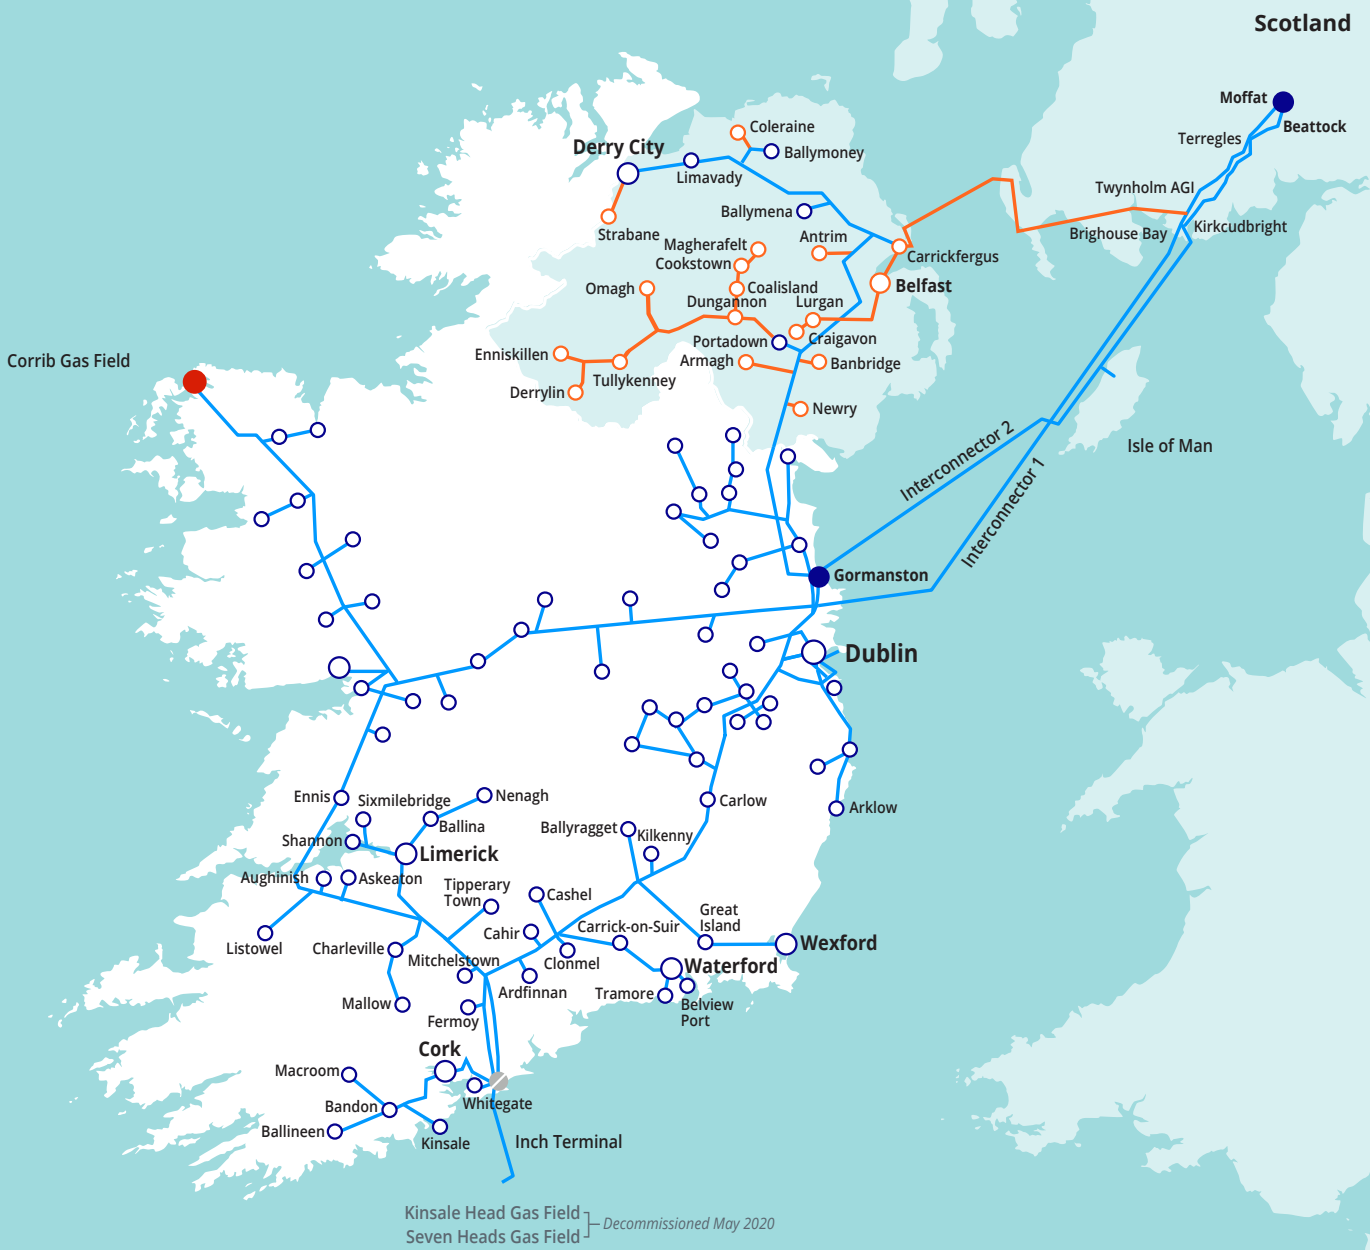 Scotland
Moffat
Beattock
Terregles
Twynholm AGI
Kirkcudbright
Brighouse Bay
Coleraine
Ballymoney
Derry City
Limavady
Ballymena
Strabane
Magherafelt
Antrim
Cookstown
Carrickfergus
Omagh
Coalisland
Belfast
Dungannon
Lurgan
Portadown
Craigavon
Enniskillen
Armagh
Banbridge
Tullykenney
Derrylin
Newry
Corrib Gas Field
Isle of Man
Interconnector 2
Interconnector 1
Gormanston
Dublin
Ennis
Sixmilebridge
Nenagh
Carlow
Arklow
Ballina
Shannon
Ballyragget
Kilkenny
Limerick
Aughinish
Askeaton
Tipperary
Town
Cashel
Great
Island
Listowel
Charleville
Cahir
Carrick-on-Suir
Wexford
Mitchelstown
Clonmel
Waterford
Ardfinnan
Tramore
Belview
Port
Mallow
Fermoy
Cork
Macroom
Whitegate
Bandon
Ballineen
Kinsale
Inch Terminal
Kinsale Head Gas Field
Decommissioned May 2020
Seven Heads Gas Field